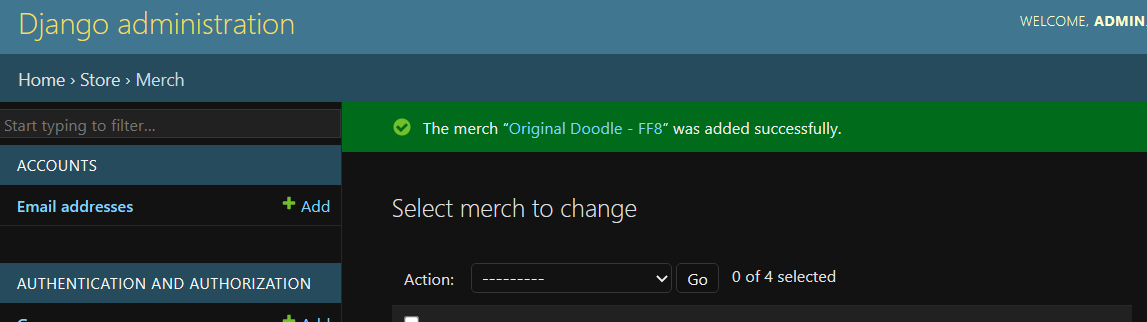 Django administration
WELCOME, ADMIN.
Home › Store › Merch
Start typing to filter...
The merch “Original Doodle - FF8” was added successfully.
ACCOUNTS
Email addresses
Add
Select merch to change
AUTHENTICATION AND AUTHORIZATION
Action:
---------
Go
0 of 4 selected
Add